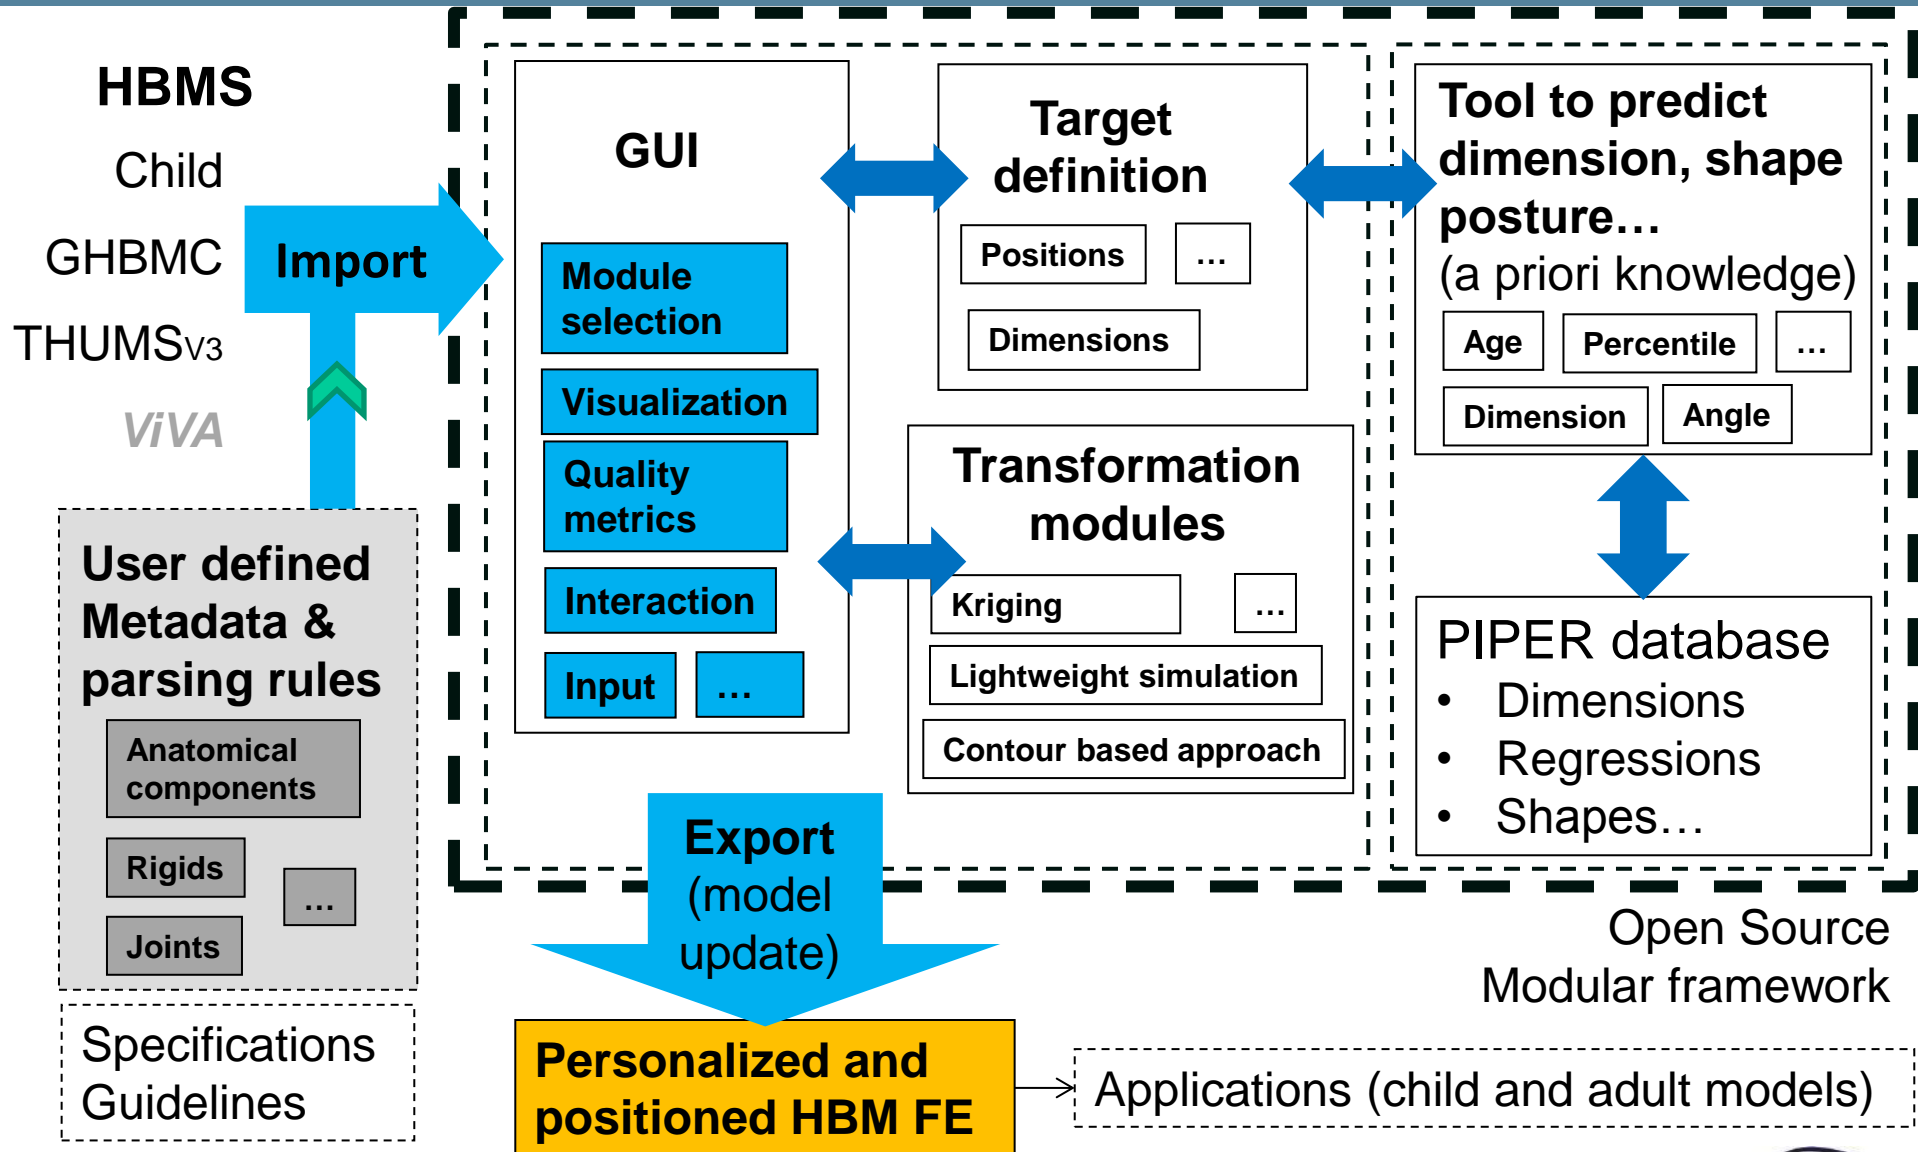 HBMS
Child
GHBMC
THUMSV3
ViVA
Import
User defined
Metadata &
parsing rules
Anatomical
components
Rigids
...
Joints
Specifications
Guidelines
GUI
Module
selection
Visualization
Quality
metrics
Interaction
Input
...
Target
definition
Positions
...
Dimensions
Transformation
modules
Kriging
...
Lightweight simulation
Contour based approach
Tool to predict
dimension, shape
posture...
(a priori knowledge)
Age
Percentile
...
Dimension
Angle
PIPER database
• Dimensions
• Regressions
• Shapes...
Export
(model
update)
Open Source
Modular framework
Personalized and
positioned HBM FE
Applications (child and adult models)